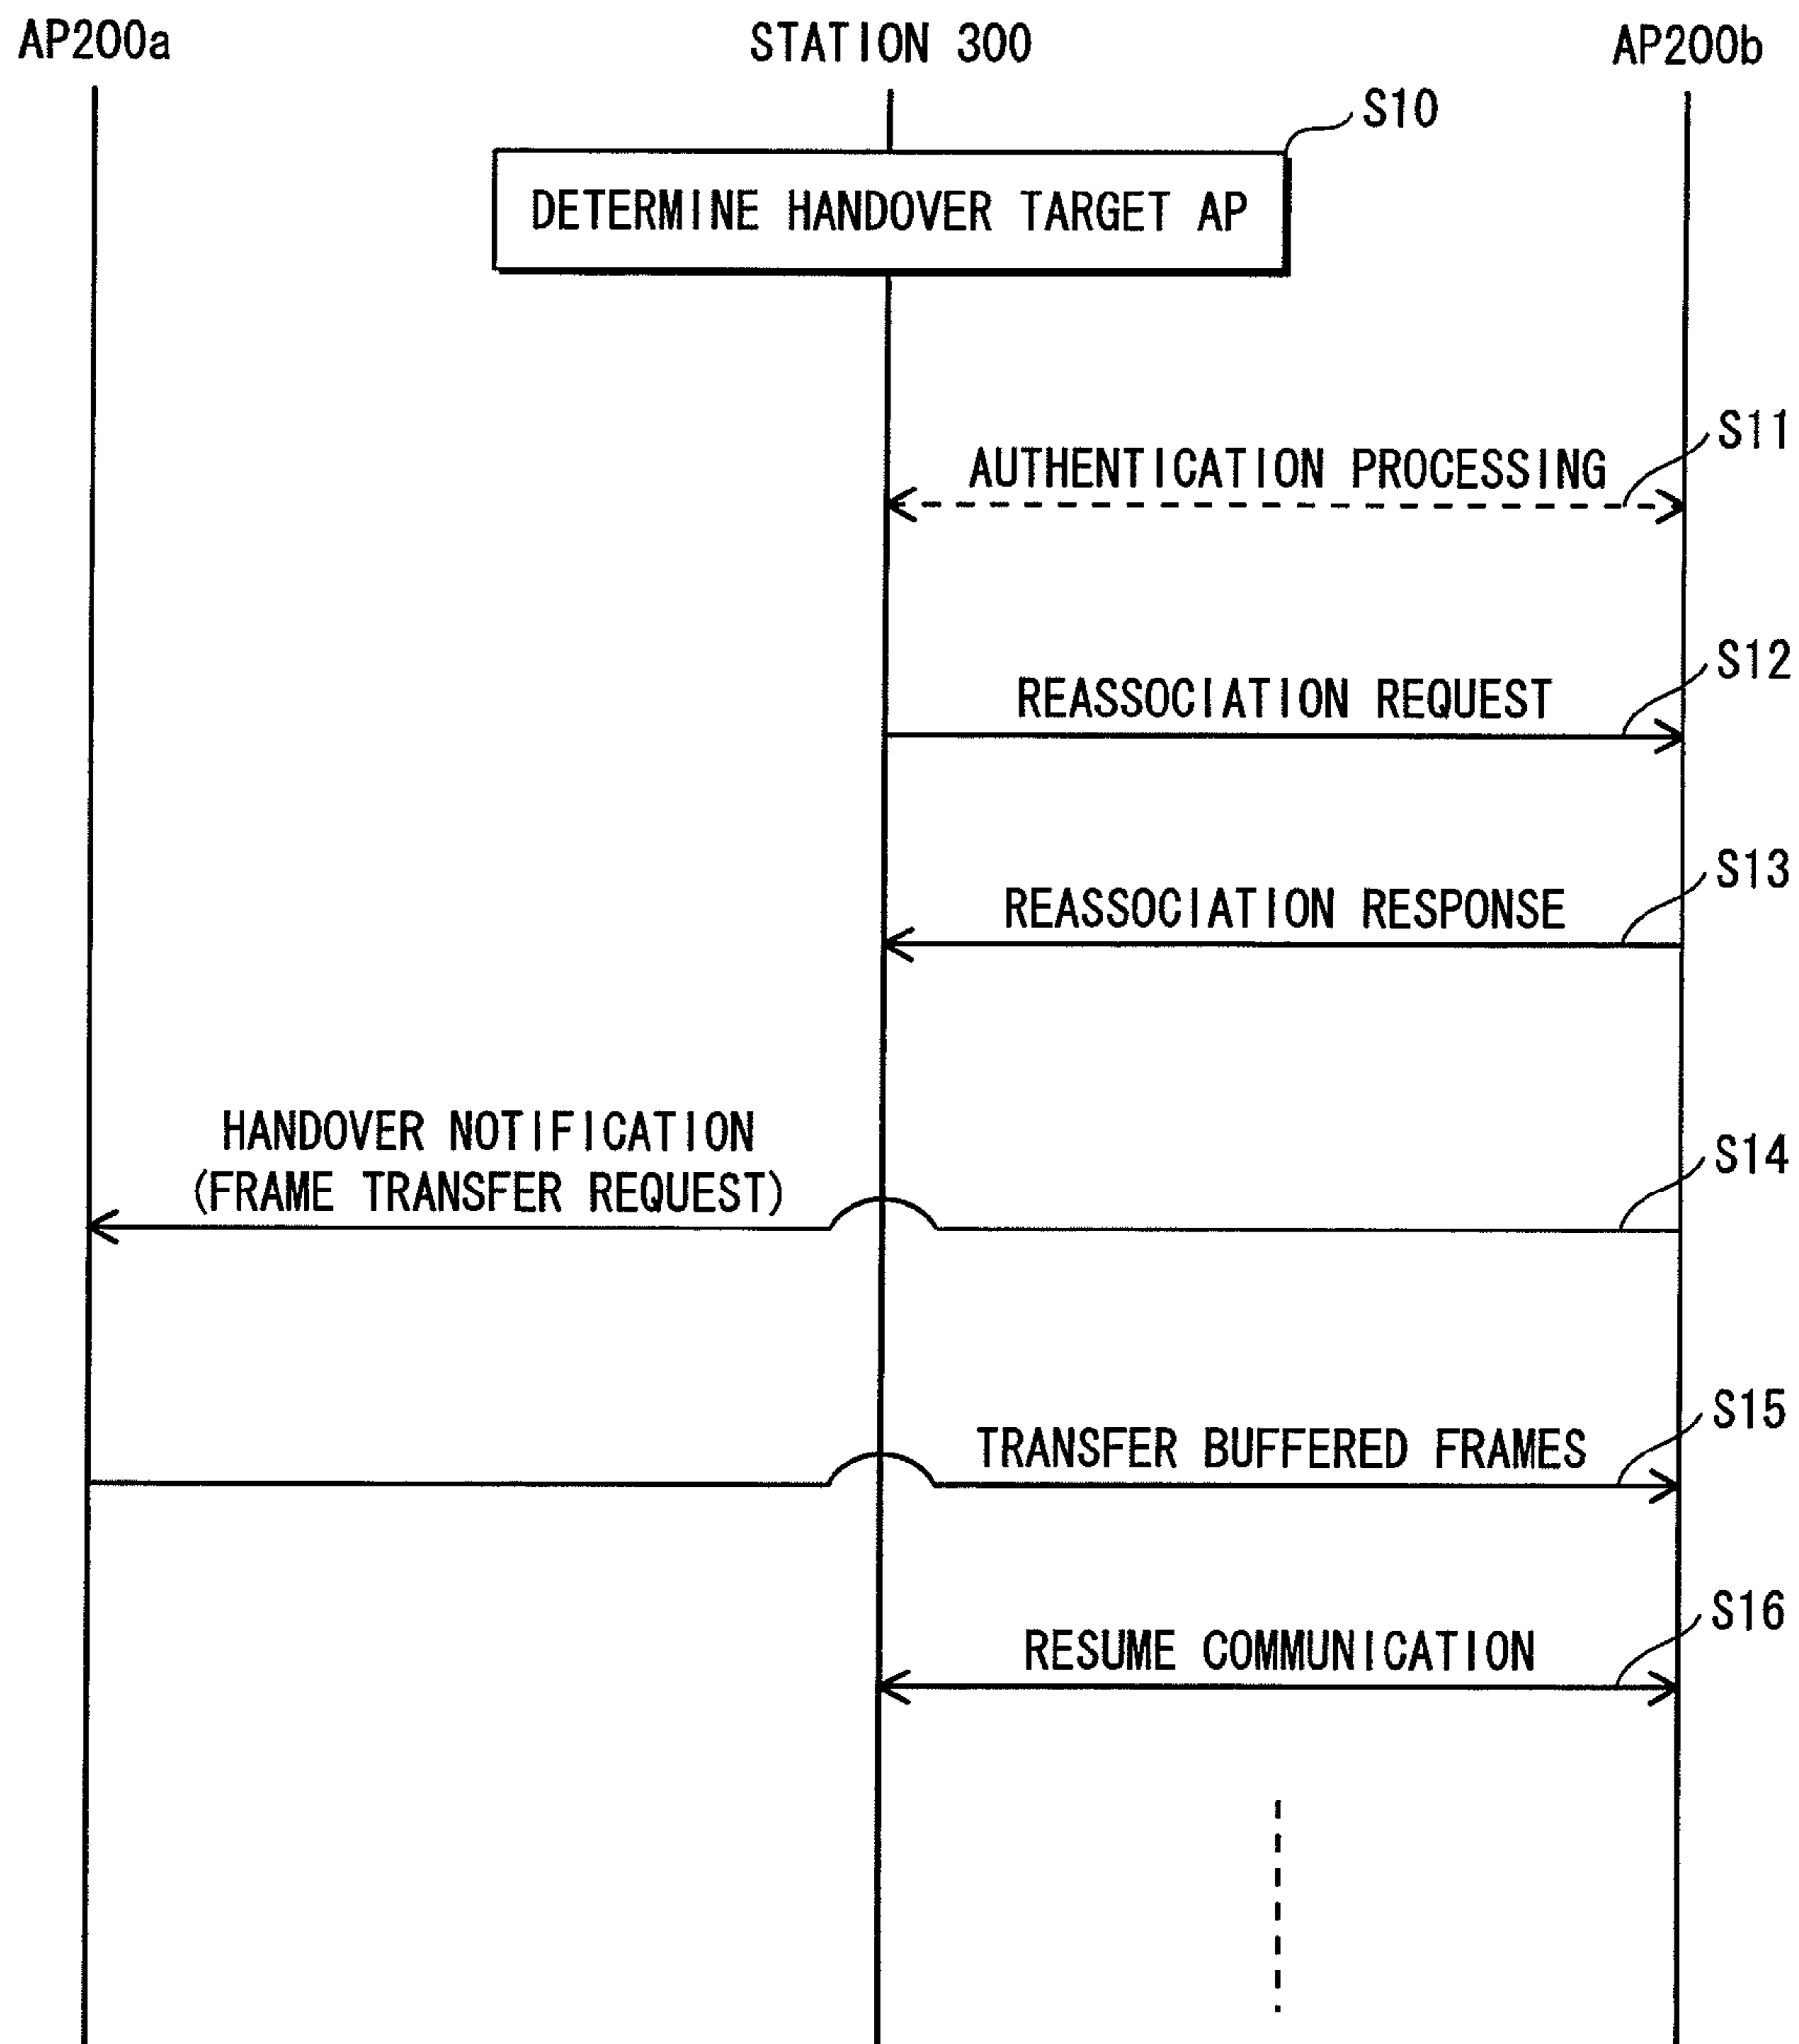 AP200a
STATION 300
AP200b
S10
DETERMINE HANDOVER TARGET AP
S11
AUTHENTICATION PROCESSING
S12
REASSOCIATION REQUEST
S13
REASSOCIATION RESPONSE
HANDOVER NOTIFICATION
(FRAME TRANSFER REQUEST)
S14
S15
TRANSFER BUFFERED FRAMES
S16
RESUME COMMUNICATION